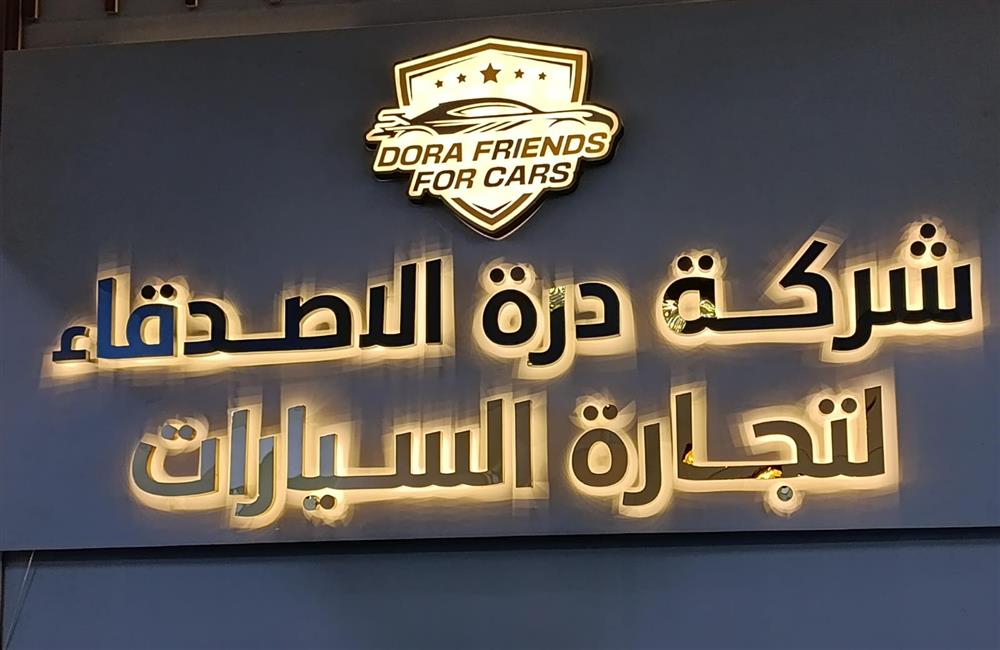 DORA FRIENDS
FOR CARS
شركة درة الاصدقاء
لتجارة السيارات